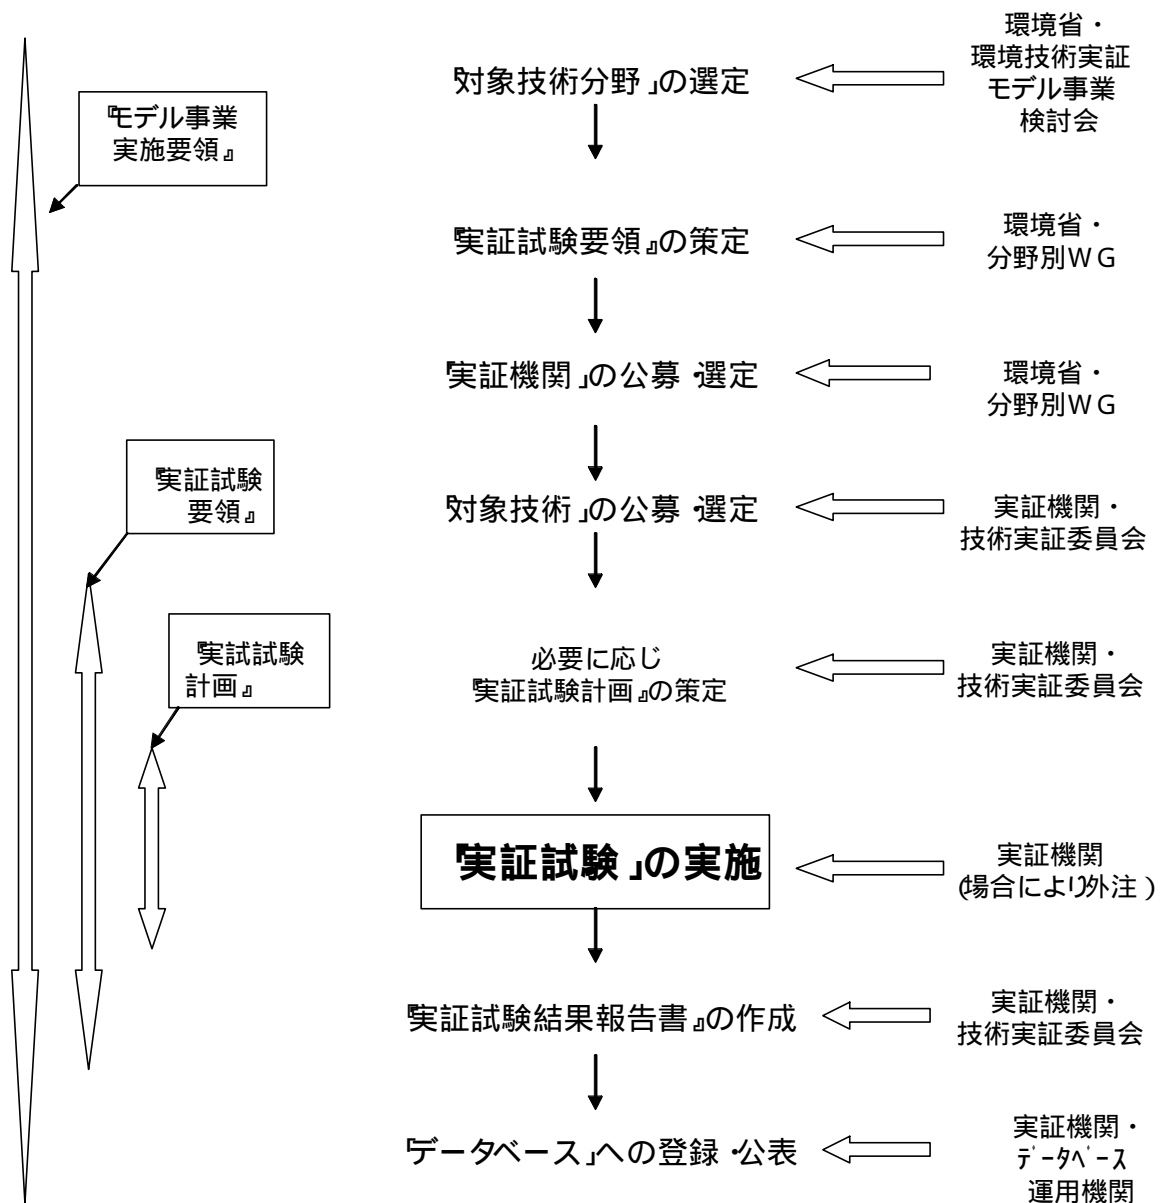 環境省・
環境技術実証
モデル事業
検討会
「対象技術分野」の選定
『モデル事業
実施要領』
環境省・
分野別WG
『実証試験要領』の策定
環境省・
分野別WG
「実証機関」の公募・選定
『実証試験
要領』
「対象技術」の公募・選定
実証機関・
技術実証委員会
『実試試験
計画』
必要に応じ
『実証試験計画』の策定
実証機関・
技術実証委員会
「実証試験」の実施
実証機関
(場合により外注)
『実証試験結果報告書』の作成
実証機関・
技術実証委員会
「データベース」への登録・公表
実証機関・
データベース
運用機関